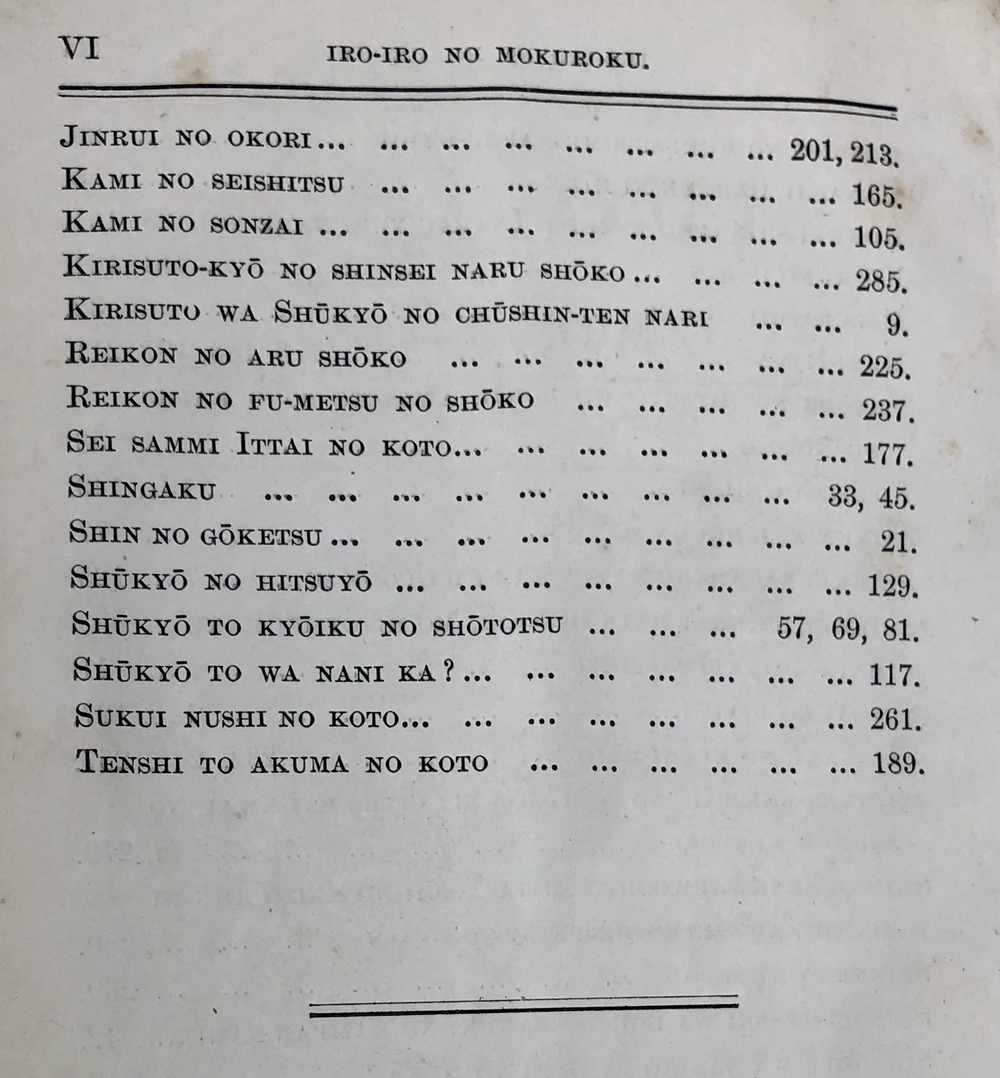 VI IRO-IRO NO MOKUROKU.
JINRUI NO OKORI... ... ... ... ... ... ... ... 201, 213.
KAMI NO SEISHITSU ... ... ... ... ... ... ... ... 165.
KAMI NO SONZAI ... ... ... ... ... ... ... ... ... 105.
KIRISUTO-KYŌ NO SHINSEI NARU SHŌKO ... ... ... ... 285.
KIRISUTO WA SHŪKYŌ NO CHŪSHIN-TEN NARI ... ... 9.
REIKON NO ARU SHŌKO ... ... ... ... ... ... ... 225.
REIKON NO FU-METSU NO SHŌKO ... ... ... ... ... 237.
SEI SAMMI ITTAI NO KOTO... ... ... ... ... ... ... 177.
SHINGAKU ... ... ... ... ... ... ... ... ... 33, 45.
SHIN NO GŌKETSU ... ... ... ... ... ... ... ... ... 21.
SHŪKYŌ NO HITSUYŌ ... ... ... ... ... ... ... ... 129.
SHŪKYŌ TO KYŌIKU NO SHŌTOTSU ... ... ... 57, 69, 81.
SHŪKYŌ TO WA NANI KA?... ... ... ... ... ... ... 117.
SUKUI NUSHI NO KOTO... ... ... ... ... ... ... ... 261.
TENSHI TO AKUMA NO KOTO ... ... ... ... ... ... 189.